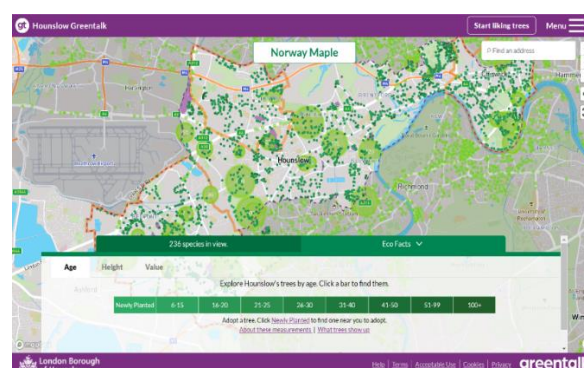 gt Hounslow Greentalk
Start liking trees
Menu
Norway Maple
Find an address
Hounslow
Richmond
236 species in view.
Eco Facts
Age Height Value
Explore Hounslow's trees by age. Click a bar to find them.
Newly Planted 6-15 16-20 21-25 26-30 31-40 41-50 51-99 100+
Adopt a tree. Click Newly Planted to find one near you to adopt.
About these measurements | What trees show us
London Borough
Help | Terms | Acceptable Use | Cookies | Privacy
greentalk